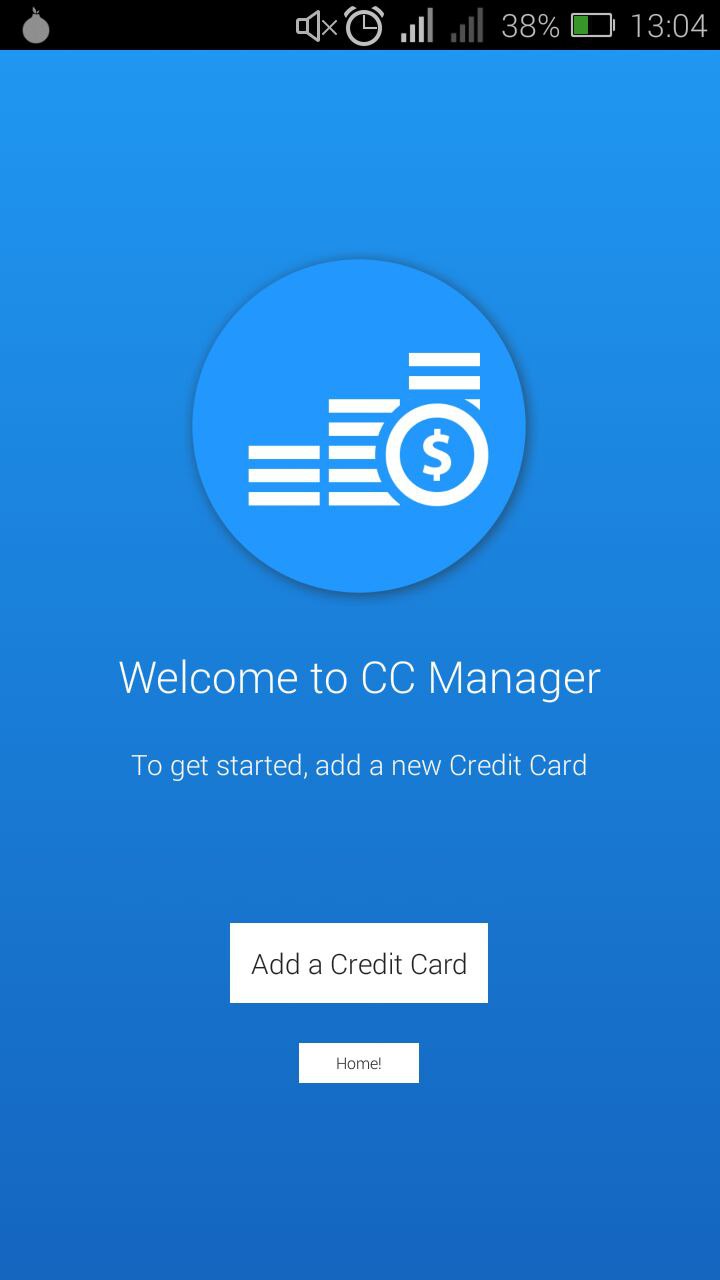 38% 13:04
$
Welcome to CC Manager
To get started, add a new Credit Card
Add a Credit Card
Home!